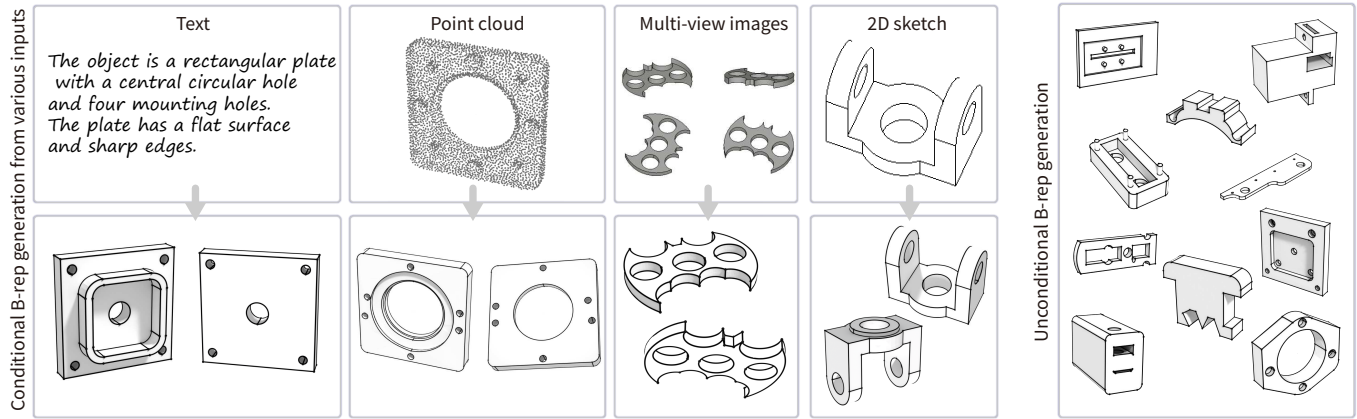 Conditional B-rep generation from various inputs
Text
The object is a rectangular plate
with a central circular hole
and four mounting holes.
The plate has a flat surface
and sharp edges.
Point cloud
Multi-view images
2D sketch
Unconditional B-rep generation